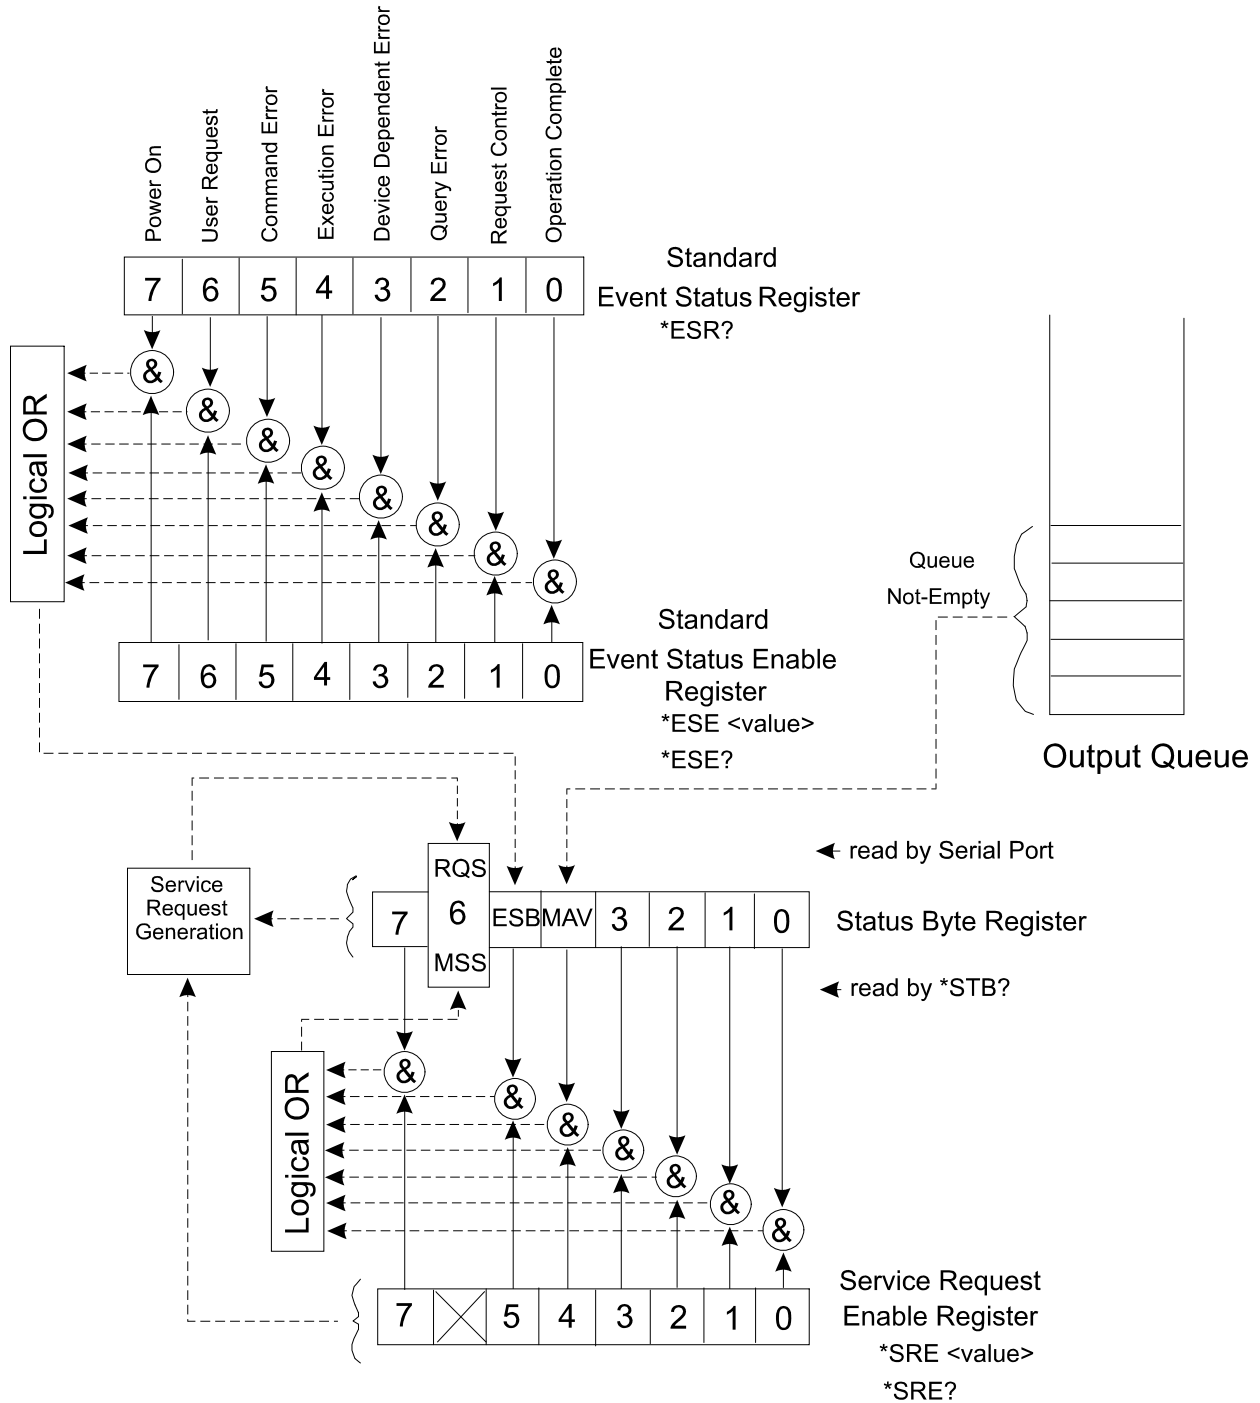 Power On
User Request
Command Error
Execution Error
Device Dependent Error
Query Error
Request Control
Operation Complete
7 6 5 4 3 2 1 0
Standard
Event Status Register
*ESR?
Logical OR
& & & & & & & &
7 6 5 4 3 2 1 0
Standard
Event Status Enable
Register
*ESE <value>
*ESE?
Queue
Not-Empty
Output Queue
Service
Request
Generation
RQS
7 6 ESB MAV 3 2 1 0
MSS
read by Serial Port
Status Byte Register
read by *STB?
Logical OR
& & & & & & &
7 5 4 3 2 1 0
Service Request
Enable Register
*SRE <value>
*SRE?